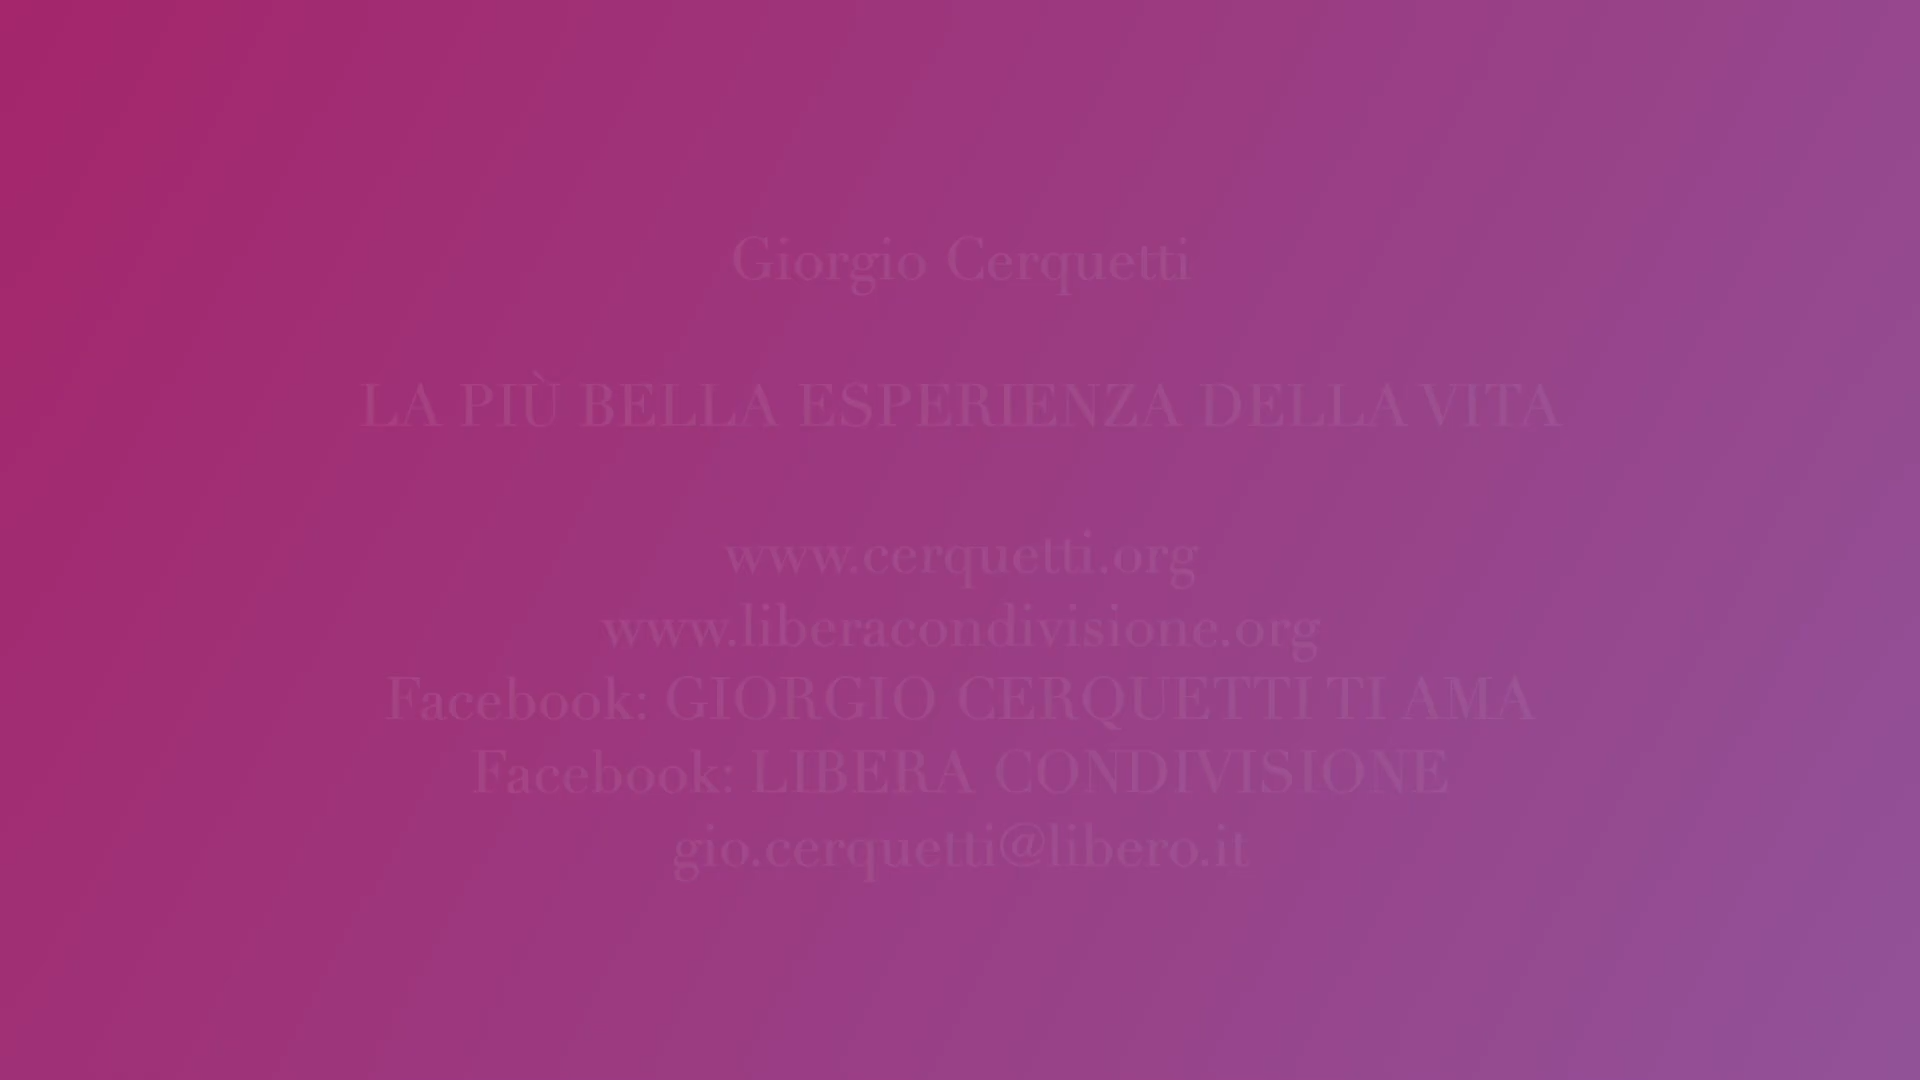 Giorgio Cerquetti
LA PIÙ BELLA ESPERIENZA DELLA VITA
www.cerquetti.org
www.liberacondivisione.org
Facebook: GIORGIO CERQUETTI TI AMA
Facebook: LIBERA CONDIVISIONE
gio.cerquetti@libero.it